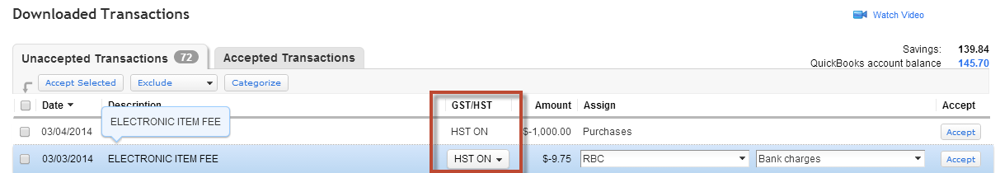 Downloaded Transactions
Watch Video
Unaccepted Transactions 72
Accepted Transactions
Savings: 139.84
QuickBooks account balance 145.70
Accept Selected
Exclude
Categorize
Date
Description
GST/HST
Amount
Assign
Accept
ELECTRONIC ITEM FEE
03/04/2014
HST ON
$-1,000.00
Purchases
Accept
03/03/2014
ELECTRONIC ITEM FEE
HST ON
$-9.75
RBC
Bank charges
Accept